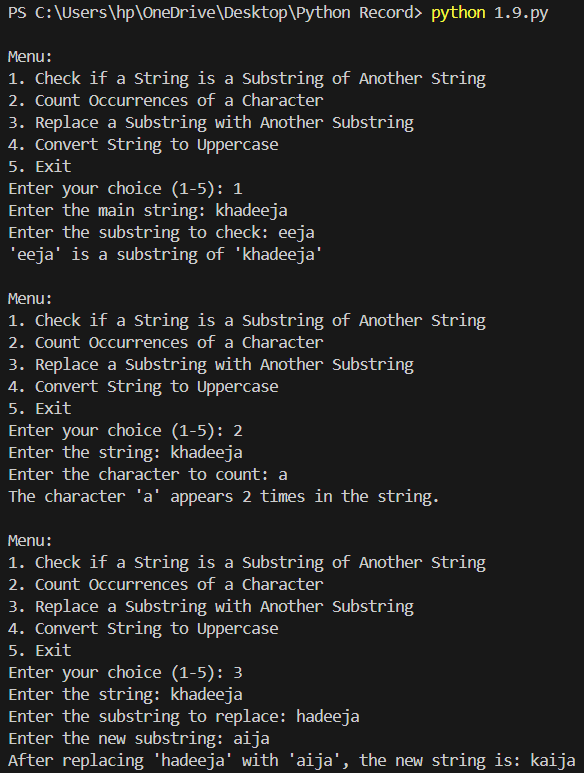 PS C:\Users\hp\OneDrive\Desktop\Python Record> python 1.9.py
Menu:
1. Check if a String is a Substring of Another String
2. Count Occurrences of a Character
3. Replace a Substring with Another Substring
4. Convert String to Uppercase
5. Exit
Enter your choice (1-5): 1
Enter the main string: khadeeja
Enter the substring to check: eeja
'eeja' is a substring of 'khadeeja'
Menu:
1. Check if a String is a Substring of Another String
2. Count Occurrences of a Character
3. Replace a Substring with Another Substring
4. Convert String to Uppercase
5. Exit
Enter your choice (1-5): 2
Enter the string: khadeeja
Enter the character to count: a
The character 'a' appears 2 times in the string.
Menu:
1. Check if a String is a Substring of Another String
2. Count Occurrences of a Character
3. Replace a Substring with Another Substring
4. Convert String to Uppercase
5. Exit
Enter your choice (1-5): 3
Enter the string: khadeeja
Enter the substring to replace: hadeeja
Enter the new substring: aija
After replacing 'hadeeja' with 'aija', the new string is: kaija